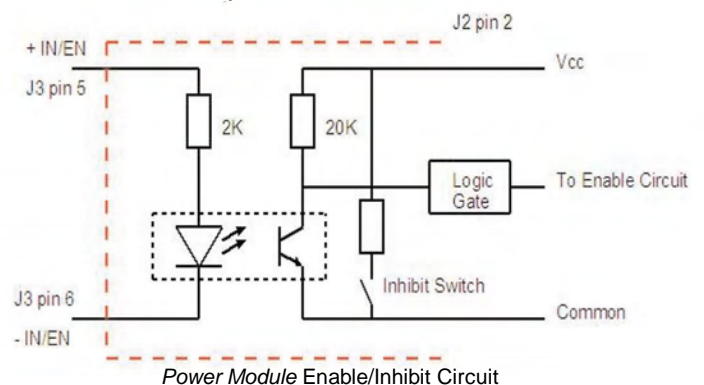 J2 pin 2
+ IN/EN
Vcc
J3 pin 5
2K
20K
Logic
Gate
To Enable Circuit
Inhibit Switch
J3 pin 6
Common
- IN/EN
Power Module Enable/Inhibit Circuit